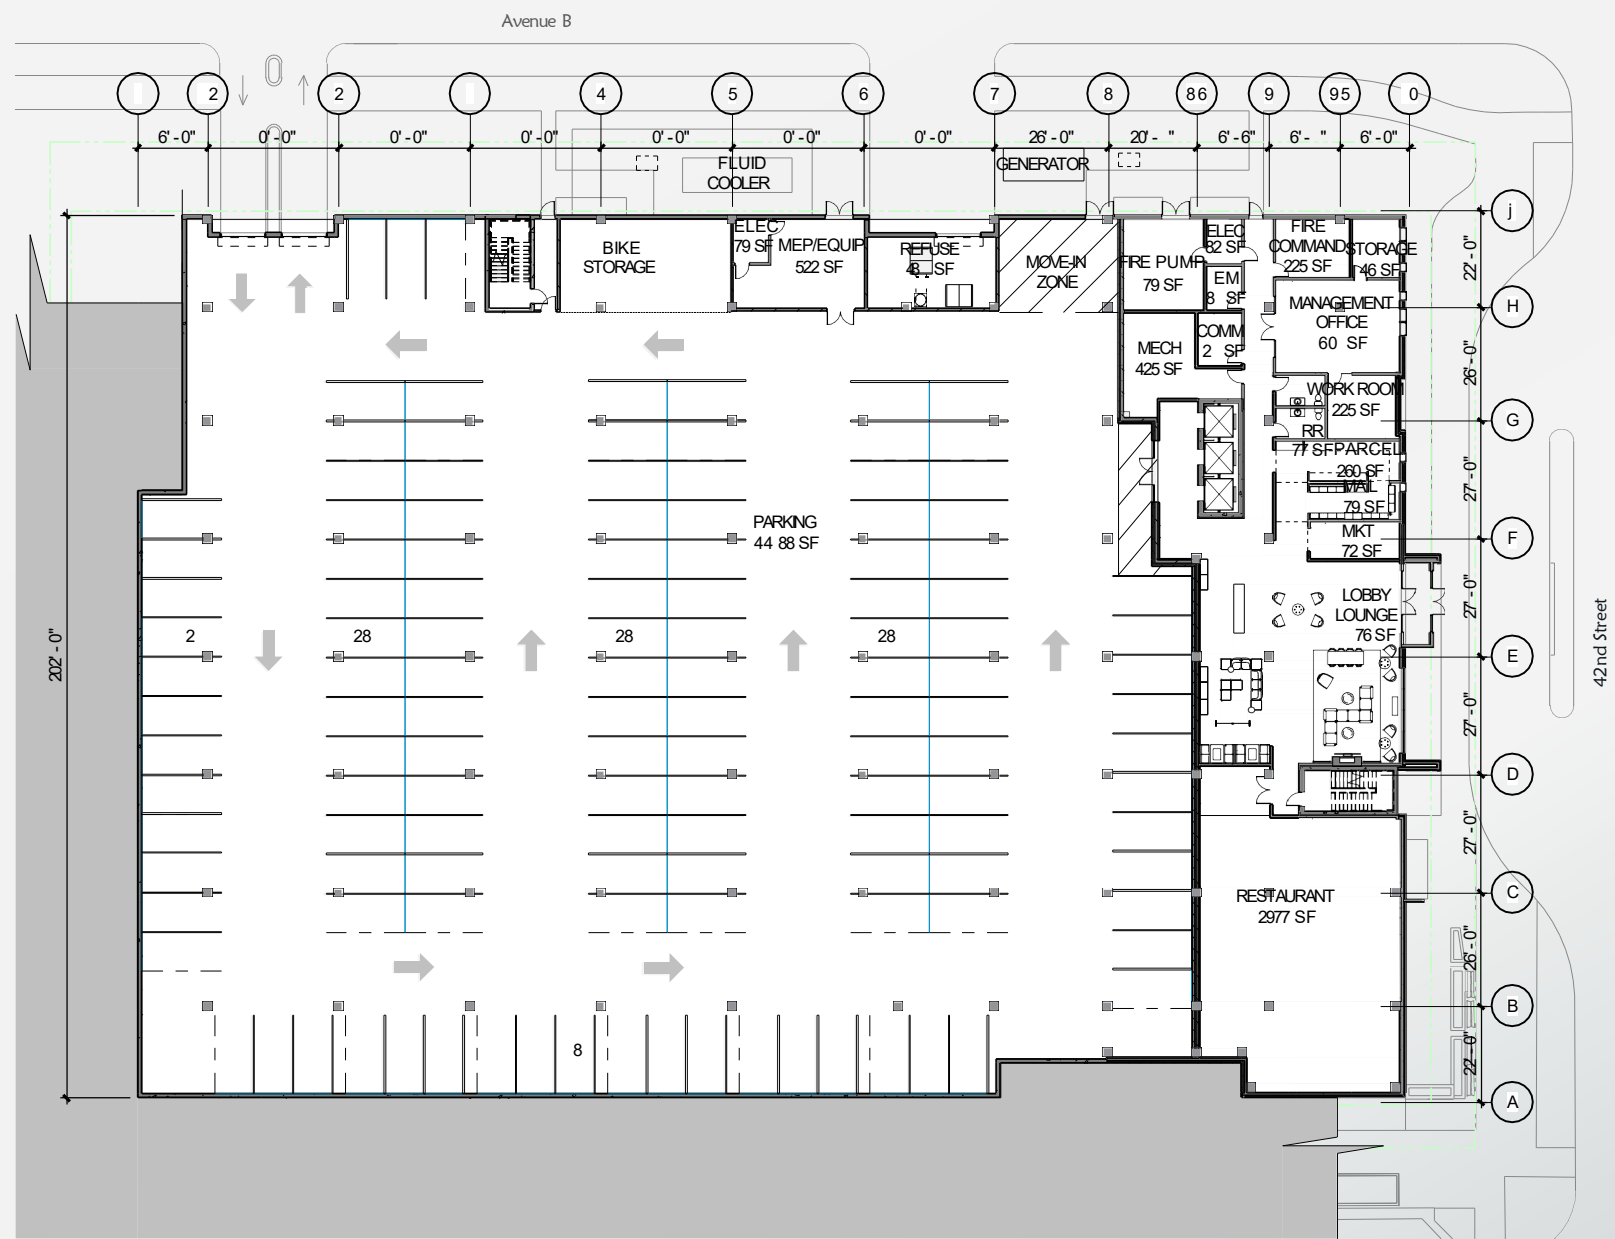 Avenue B
2
2
4
5
6
7
8
86
9
95
0
6' - 0"
0' - 0"
0' - 0"
0' - 0"
0' - 0"
0' - 0"
0' - 0"
26' - 0"
20' -   "
6' - 6"
6' -   "
6' - 0"
FLUID
COOLER
GENERATOR
j
H
G
F
E
D
C
B
A
22' - 0"
26' - 0"
27' - 0"
27' - 0"
27' - 0"
27' - 0"
26' - 0"
22' - 0"
202' - 0"
42nd Street
BIKE
STORAGE
ELEC
79 SF
MEP/EQUIP
522 SF
REFUSE
MOVE-IN
ZONE
FIRE PUMP
79 SF
ELEC
82 SF
EM
8   SF
FIRE
COMMAND
225 SF
STORAGE
46 SF
MANAGEMENT
OFFICE
60   SF
COMM
2   SF
MECH
425 SF
WORK ROOM
225 SF
RR
77 SF
PARCEL
260 SF
MAIL
79 SF
MKT
72 SF
PARKING
44 88 SF
LOBBY
LOUNGE
76 SF
2
28
28
28
8
RESTAURANT
2977 SF